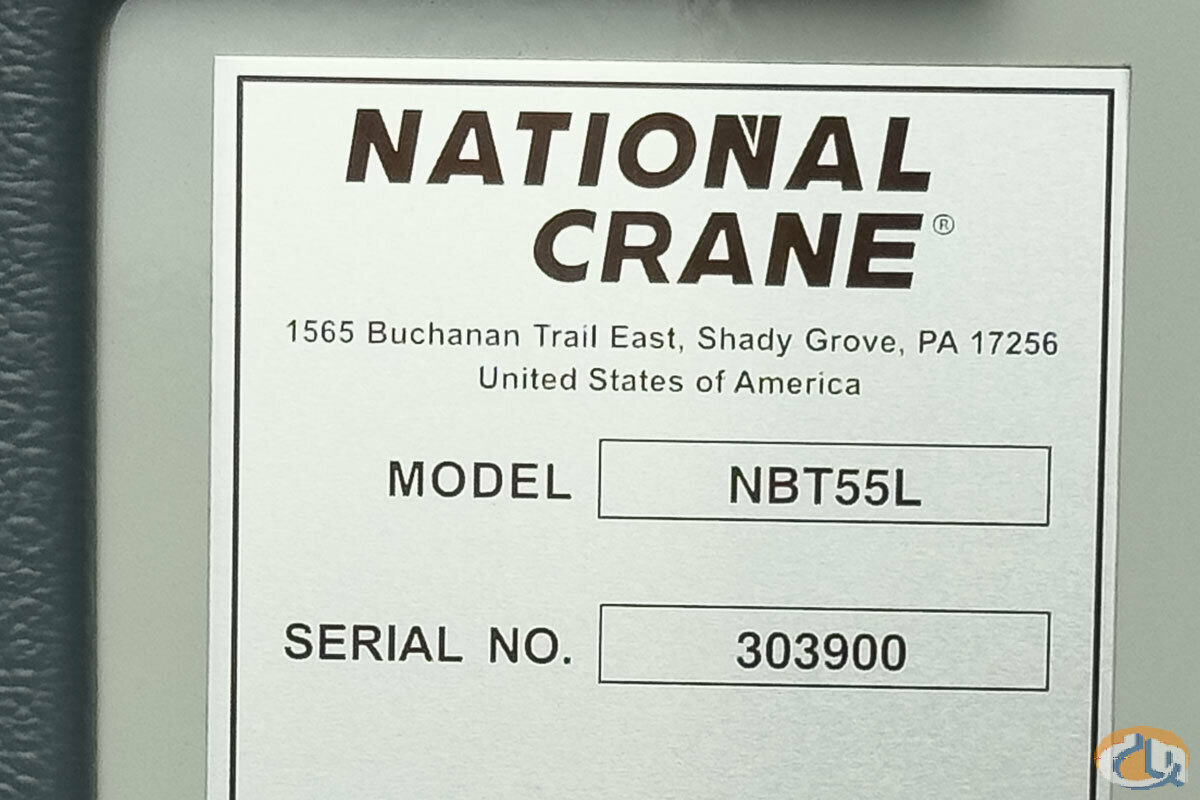 NATIONAL
CRANE®
1565 Buchanan Trail East, Shady Grove, PA 17256
United States of America
MODEL NBT55L
SERIAL NO. 303900